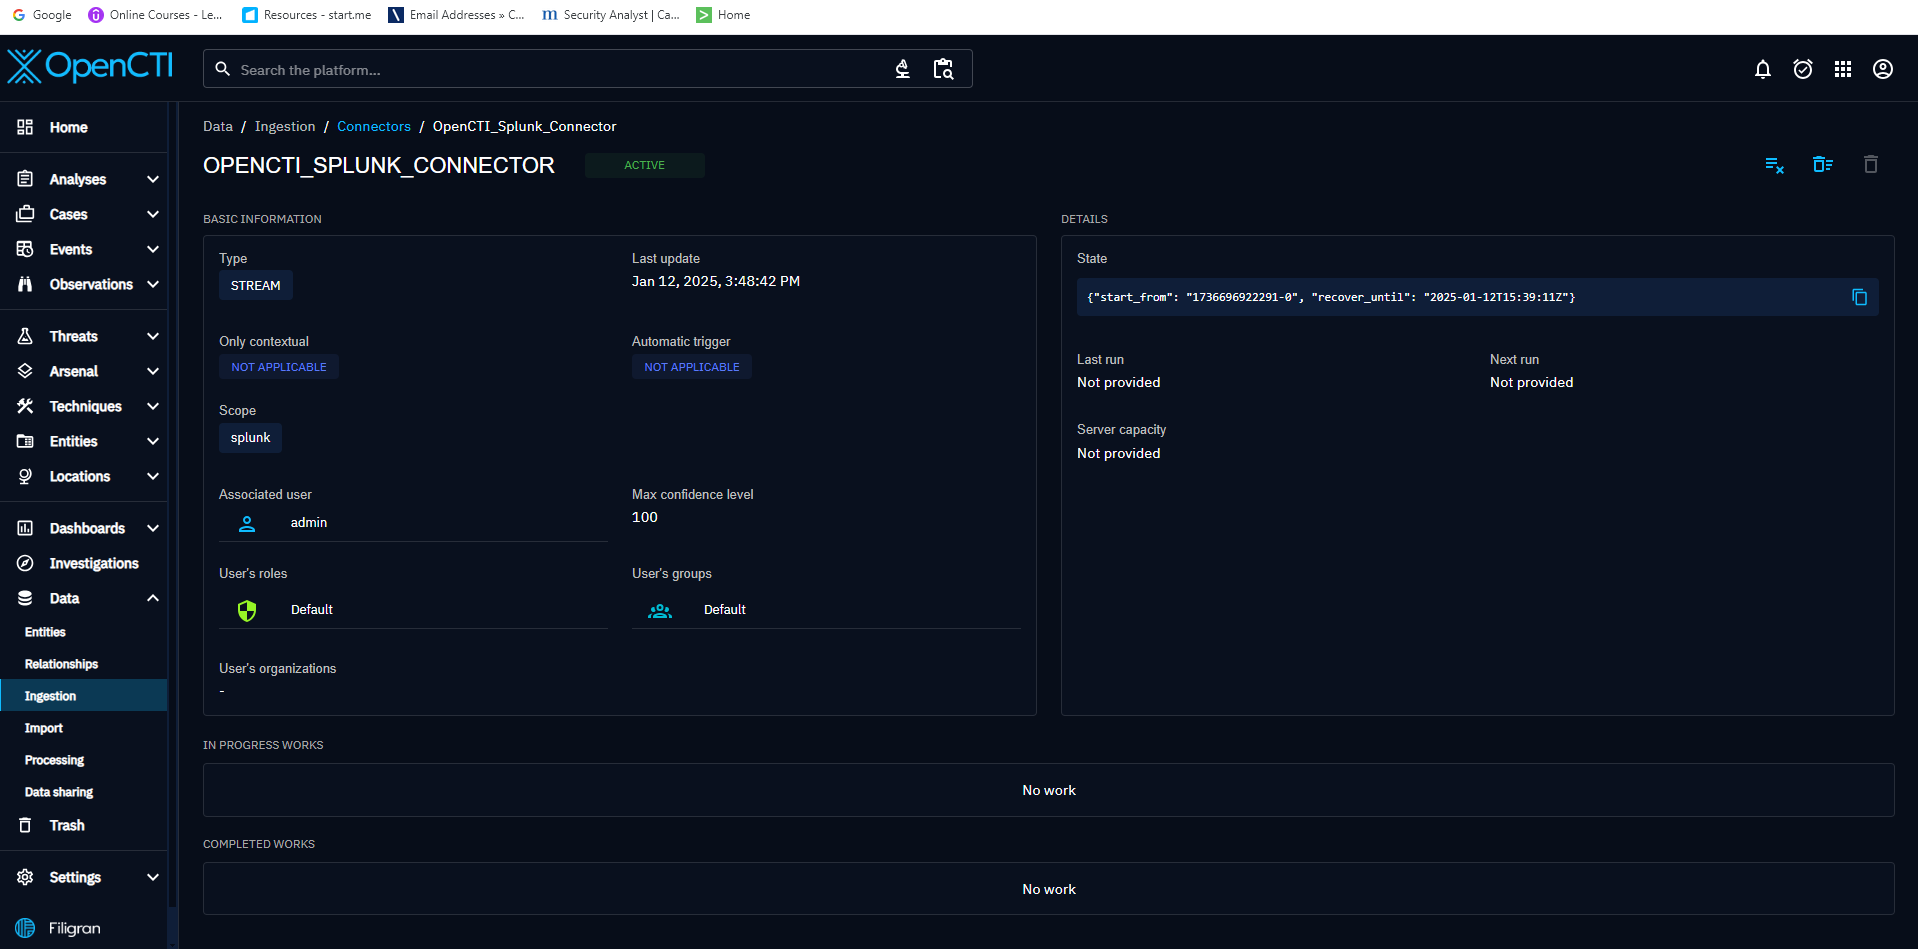 Google
Online Courses - Le...
Resources - start.me
Email Addresses » C...
Security Analyst | Ca...
Home
OpenCTI
Search the platform...
Home
Analyses
Cases
Events
Observations
Threats
Arsenal
Techniques
Entities
Locations
Dashboards
Investigations
Data
Entities
Relationships
Ingestion
Import
Processing
Data sharing
Trash
Settings
Filigran
Data / Ingestion / Connectors / OpenCTI_Splunk_Connector
OPENCTI_SPLUNK_CONNECTOR
ACTIVE
BASIC INFORMATION
Type
STREAM
Last update
Jan 12, 2025, 3:48:42 PM
Only contextual
NOT APPLICABLE
Automatic trigger
NOT APPLICABLE
Scope
splunk
Associated user
admin
Max confidence level
100
User's roles
Default
User's groups
Default
User's organizations
-
DETAILS
State
{"start_from": "1736696922291-0", "recover_until": "2025-01-12T15:39:11Z"}
Last run
Not provided
Next run
Not provided
Server capacity
Not provided
IN PROGRESS WORKS
No work
COMPLETED WORKS
No work